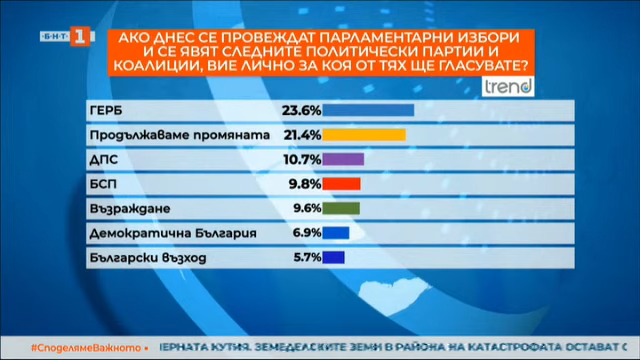 БНТ 1
АКО ДНЕС СЕ ПРОВЕЖДАТ ПАРЛАМЕНТАРНИ ИЗБОРИ
И СЕ ЯВЯТ СЛЕДНИТЕ ПОЛИТИЧЕСКИ ПАРТИИ И
КОАЛИЦИИ, ВИЕ ЛИЧНО ЗА КОЯ ОТ ТЯХ ЩЕ ГЛАСУВАТЕ?
trend
ГЕРБ 23.6%
Продължаваме промяната 21.4%
ДПС 10.7%
БСП 9.8%
Възраждане 9.6%
Демократична България 6.9%
Български възход 5.7%
#СподелямеВажното • ЧЕРНАТА КУТИЯ. ЗЕМЕДЕЛСКИТЕ ЗЕМИ В РАЙОНА НА КАТАСТРОФАТА ОСТАВАТ С